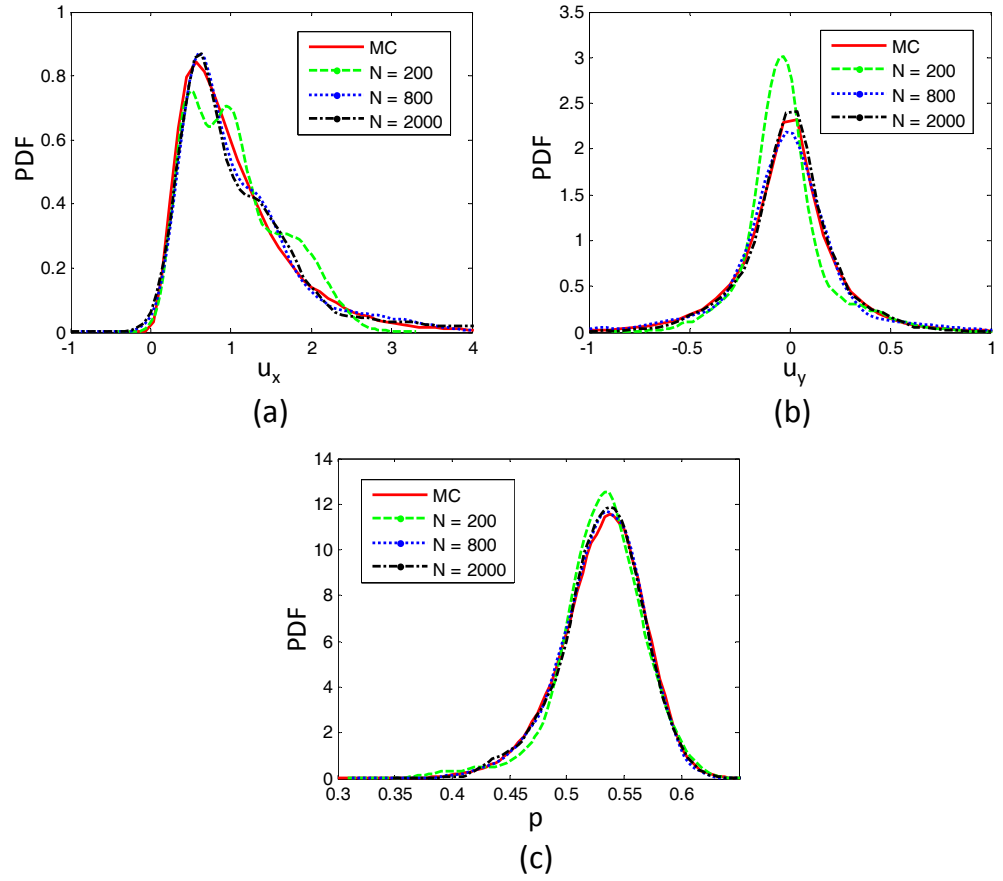 1
0.8
0.6
0.4
0.2
0
-1
0
1
2
3
4
PDF
u_x
MC
N = 200
N = 800
N = 2000
(a)
3.5
3
2.5
2
1.5
1
0.5
0
-1
-0.5
0
0.5
1
PDF
u_y
MC
N = 200
N = 800
N = 2000
(b)
14
12
10
8
6
4
2
0
0.3
0.35
0.4
0.45
0.5
0.55
0.6
PDF
p
MC
N = 200
N = 800
N = 2000
(c)